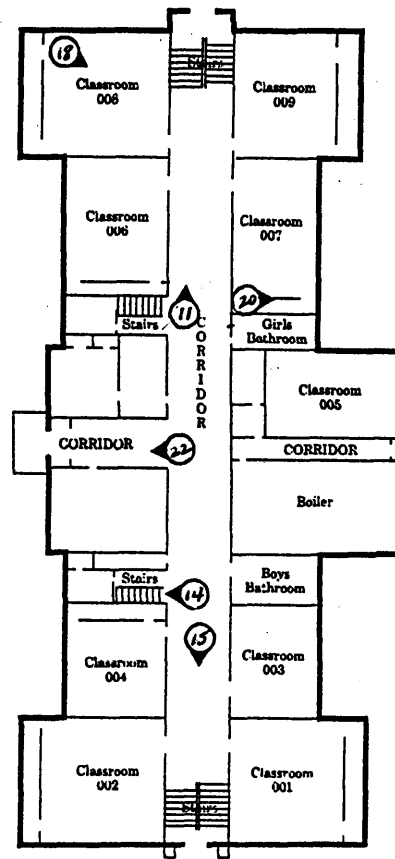 18
Stairs
Classroom
008
Classroom
009
Classroom
006
Classroom
007
20
11
Stairs
Girls
Bathroom
CORRIDOR
Classroom
005
CORRIDOR
22
CORRIDOR
Boiler
Stairs
14
Boys
Bathroom
15
Classroom
004
Classroom
003
Classroom
002
Classroom
001
Stairs